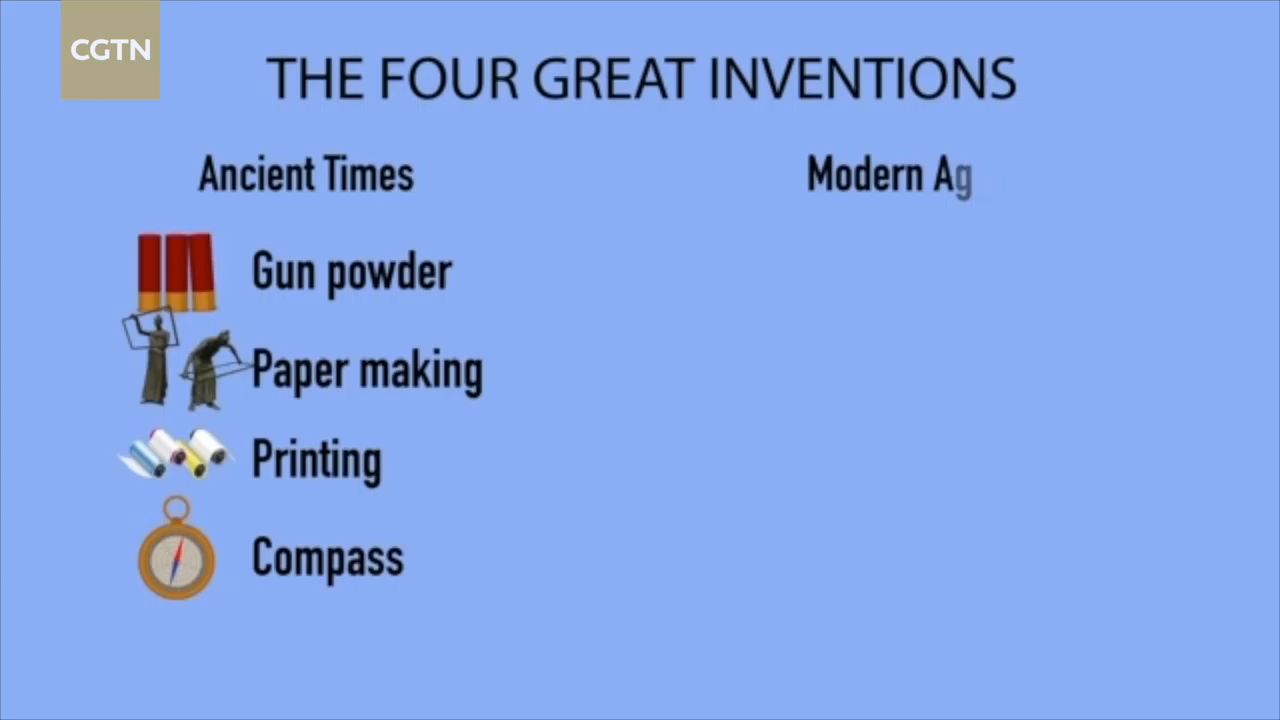 CGTN
THE FOUR GREAT INVENTIONS
Ancient Times
Modern Ag
Gun powder
Paper making
Printing
Compass